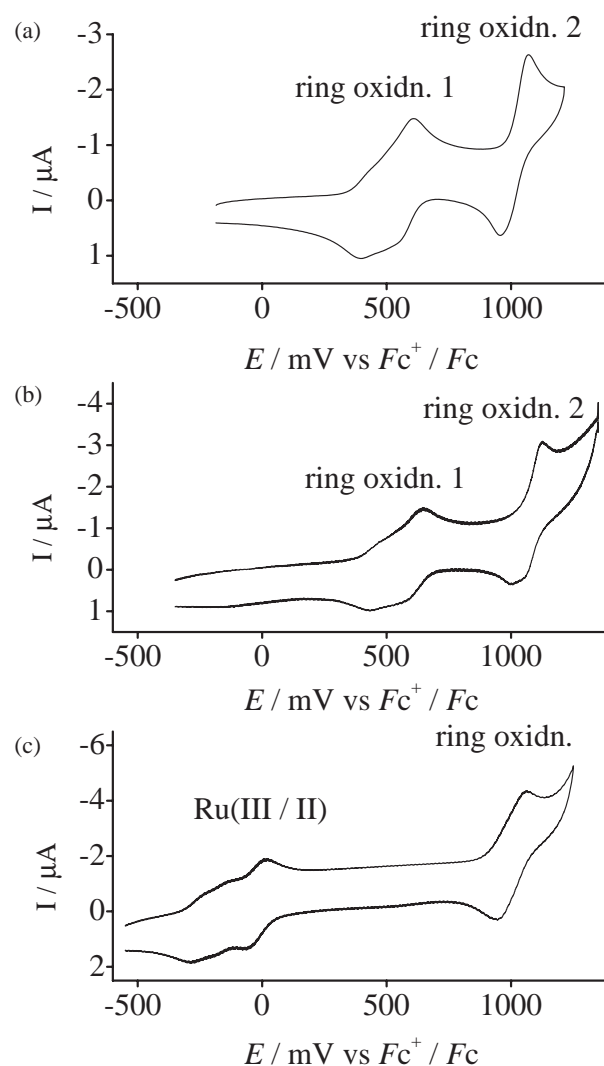 (a)
-3
-2
-1
0
1
I / μA
ring oxidn. 1
ring oxidn. 2
-500
0
500
1000
E / mV vs Fc⁺ / Fc
(b)
-4
-3
-2
-1
0
1
I / μA
ring oxidn. 1
ring oxidn. 2
-500
0
500
1000
E / mV vs Fc⁺ / Fc
(c)
-6
-4
-2
0
2
I / μA
Ru(III / II)
ring oxidn.
-500
0
500
1000
E / mV vs Fc⁺ / Fc